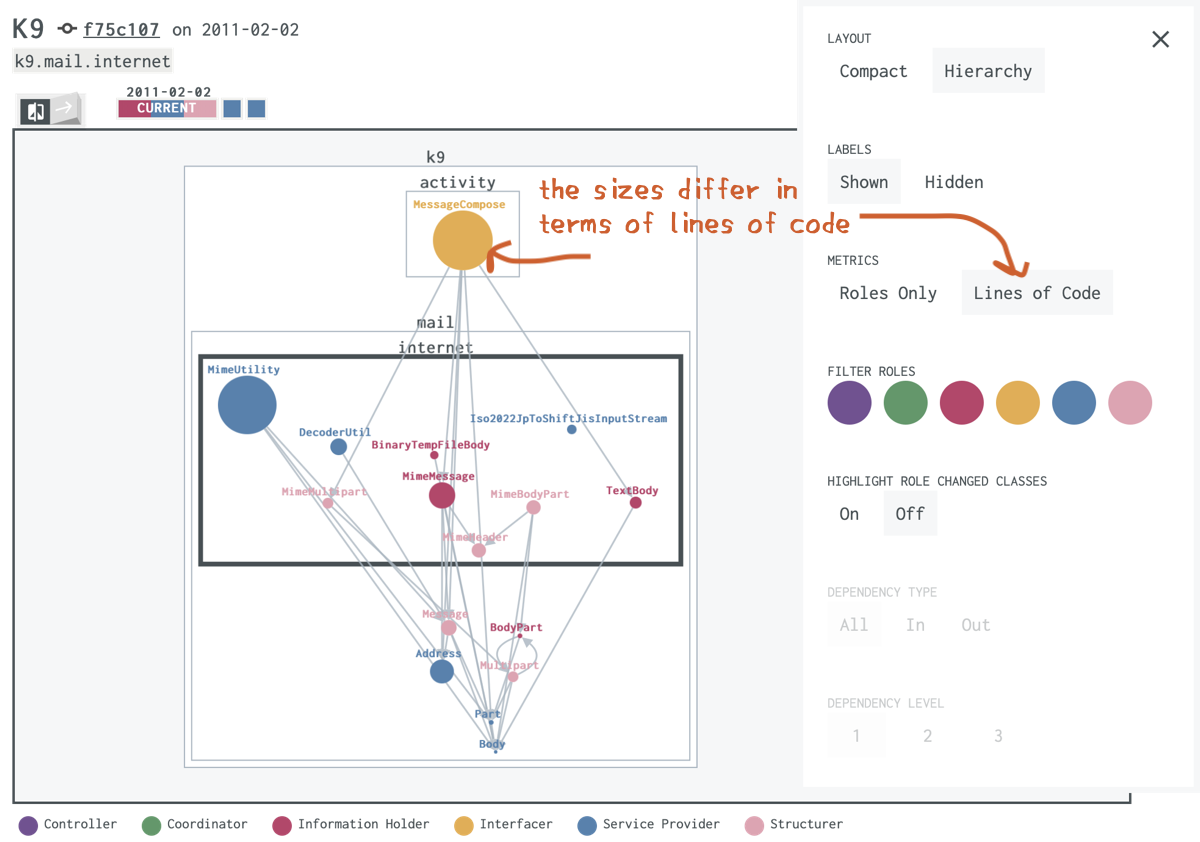 K9 f75c107 on 2011-02-02
k9.mail.internet
2011-02-02
CURRENT
k9
activity
MessageCompose
the sizes differ in
terms of lines of code
mail
internet
MimeUtility
DecoderUtil
Iso2022JpToShiftJisInputStream
BinaryTempFileBody
MimeMessage
MimeMultipart
MimeBodyPart
TextBody
MimeHeader
Message
BodyPart
Address
Multipart
Part
Body
LAYOUT
Compact Hierarchy
LABELS
Shown Hidden
METRICS
Roles Only Lines of Code
FILTER ROLES
HIGHLIGHT ROLE CHANGED CLASSES
On Off
DEPENDENCY TYPE
All In Out
DEPENDENCY LEVEL
1 2 3
Controller Coordinator Information Holder Interfacer Service Provider Structurer